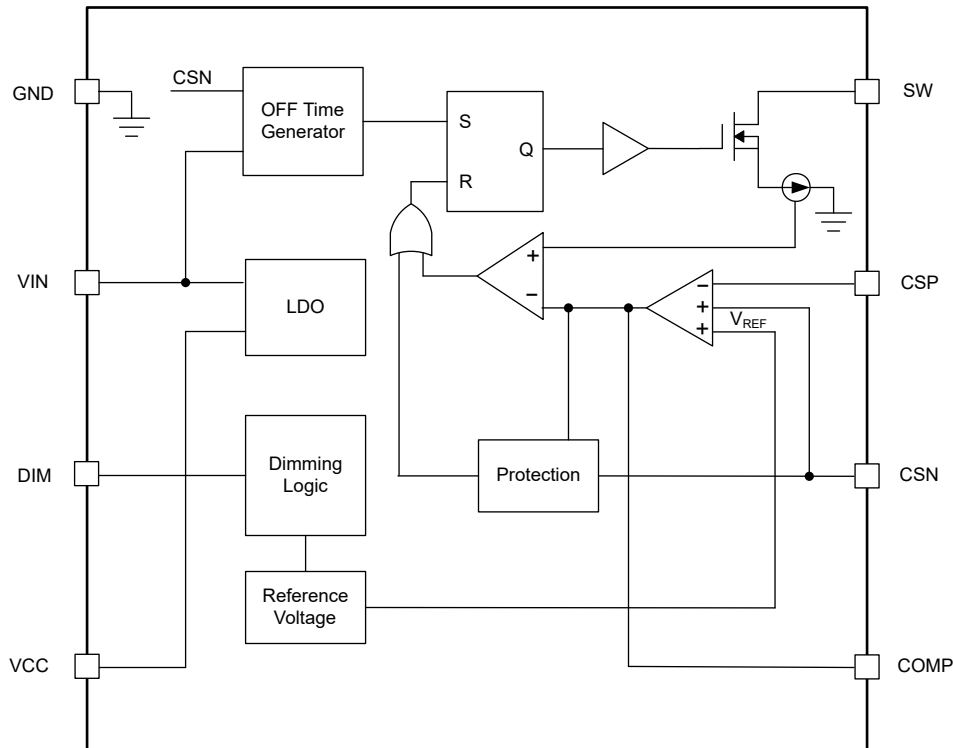 GND
CSN
OFF Time
Generator
S
Q
R
SW
VIN
LDO
+
−
−
+
+
VREF
CSP
DIM
Dimming
Logic
Protection
CSN
Reference
Voltage
VCC
COMP